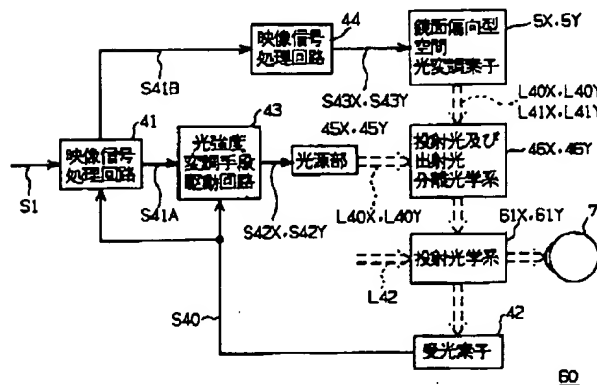 44
映像信号
処理回路
S41B
S43X,S43Y
鏡面偏向型
空間
光変調素子
5X,5Y
L40X,L40Y
L41X,L41Y
41
映像信号
処理回路
S1
S41A
43
光強度
変調手段
駆動回路
S42X,S42Y
45X,45Y
光源部
L40X,L40Y
投射光及び
出射光
分離光学系
46X,46Y
61X,61Y
投射光学系
7
L42
S40
42
受光素子
60